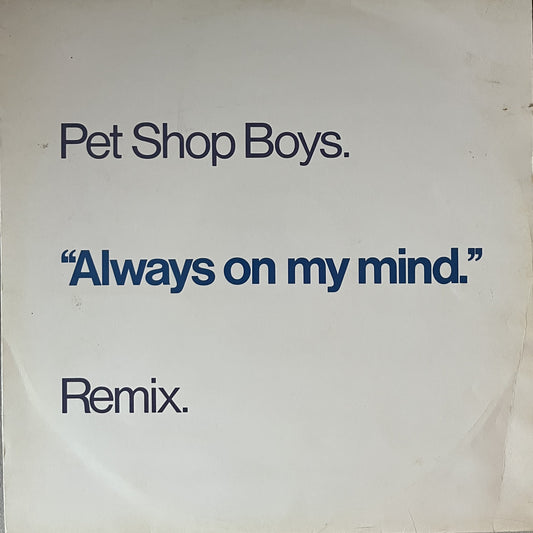 Pet Shop Boys.
“Always on my mind.”
Remix.